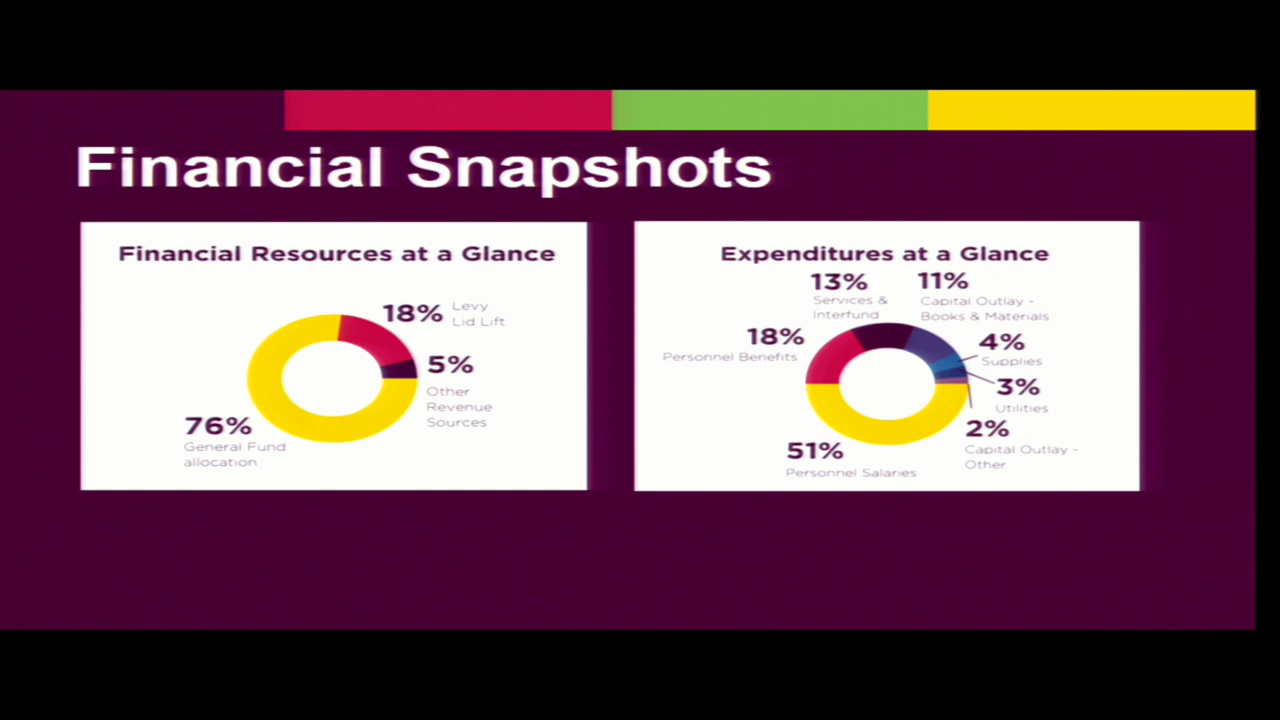 Financial Snapshots
Financial Resources at a Glance
18%
Levy
Lid Lift
5%
Other
Revenue
Sources
76%
General Fund
allocation
Expenditures at a Glance
13%
Services &
Interfund
11%
Capital Outlay -
Books & Materials
18%
Personnel Benefits
4%
Supplies
3%
Utilities
2%
Capital Outlay -
Other
51%
Personnel Salaries